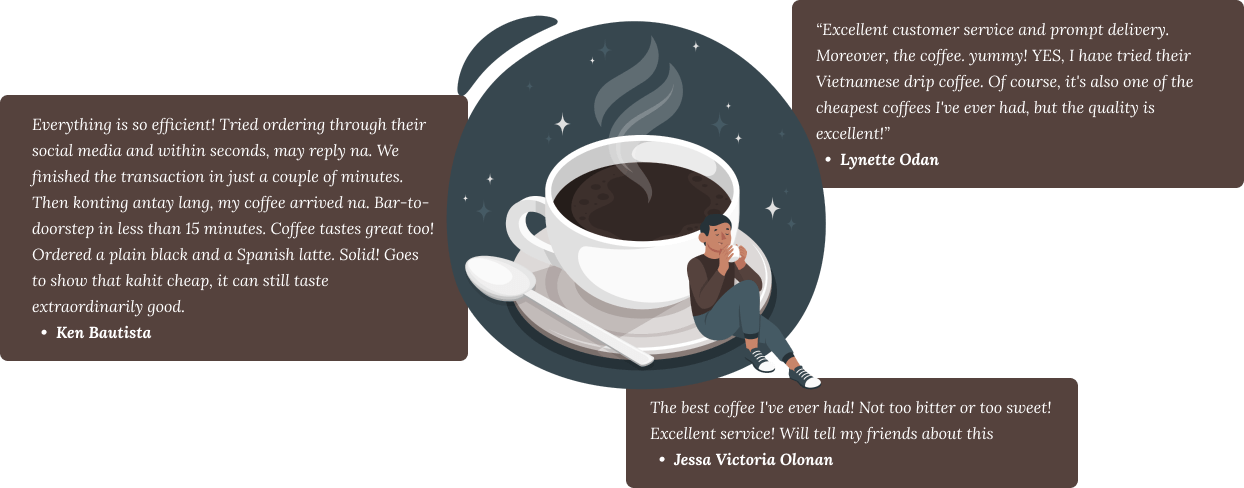 Everything is so efficient! Tried ordering through their
social media and within seconds, may reply na. We
finished the transaction in just a couple of minutes.
Then konting antay lang, my coffee arrived na. Bar-to-
doorstep in less than 15 minutes. Coffee tastes great too!
Ordered a plain black and a Spanish latte. Solid! Goes
to show that kahit cheap, it can still taste
extraordinarily good.
• Ken Bautista
“Excellent customer service and prompt delivery.
Moreover, the coffee. yummy! YES, I have tried their
Vietnamese drip coffee. Of course, it's also one of the
cheapest coffees I've ever had, but the quality is
excellent!”
• Lynette Odan
The best coffee I've ever had! Not too bitter or too sweet!
Excellent service! Will tell my friends about this
• Jessa Victoria Olonan